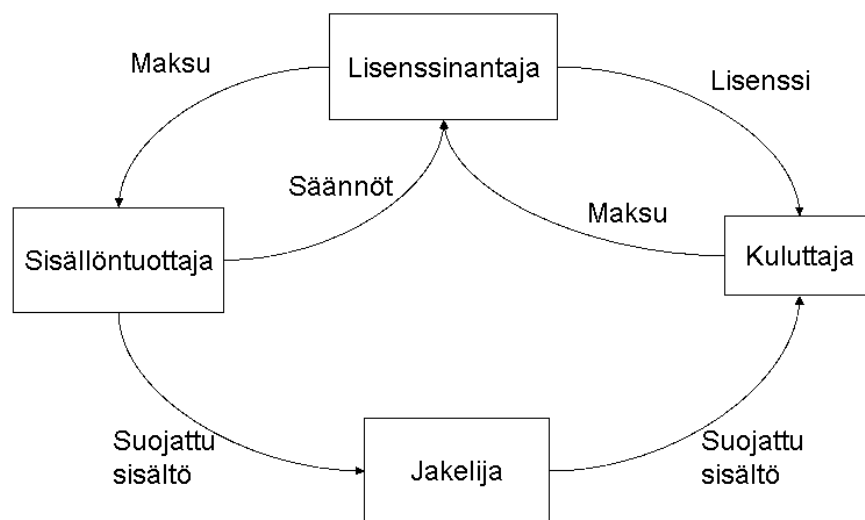 Lisenssinantaja
Maksu
Lisenssi
Säännöt
Maksu
Sisällöntuottaja
Kuluttaja
Suojattu
sisältö
Jakelija
Suojattu
sisältö